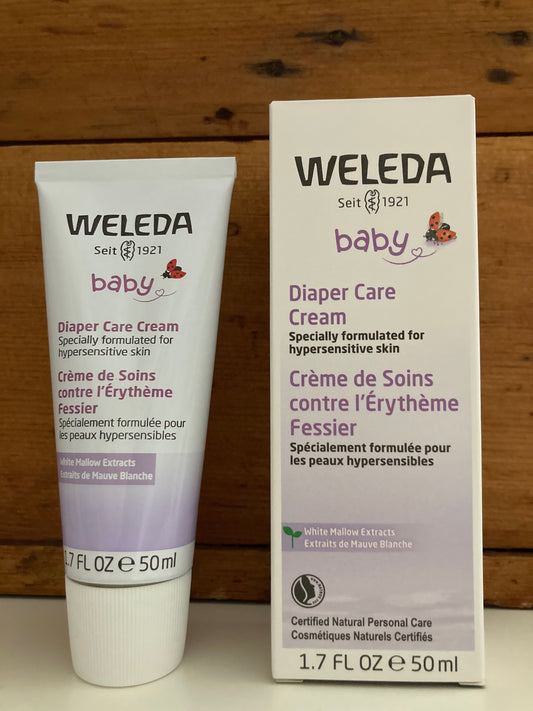 WELEDA
Seit 1921
baby
Diaper Care Cream
Specially formulated for
hypersensitive skin
Crème de Soins
contre l'Érythème
Fessier
Spécialement formulée pour
les peaux hypersensibles
White Mallow Extracts
Extraits de Mauve Blanche
1.7 FL OZ e 50 ml
WELEDA
Seit 1921
baby
Diaper Care
Cream
Specially formulated for
hypersensitive skin
Crème de Soins
contre l'Érythème
Fessier
Spécialement formulée pour
les peaux hypersensibles
White Mallow Extracts
Extraits de Mauve Blanche
Certified Natural Personal Care
Cosmétiques Naturels Certifiés
1.7 FL OZ e 50 ml